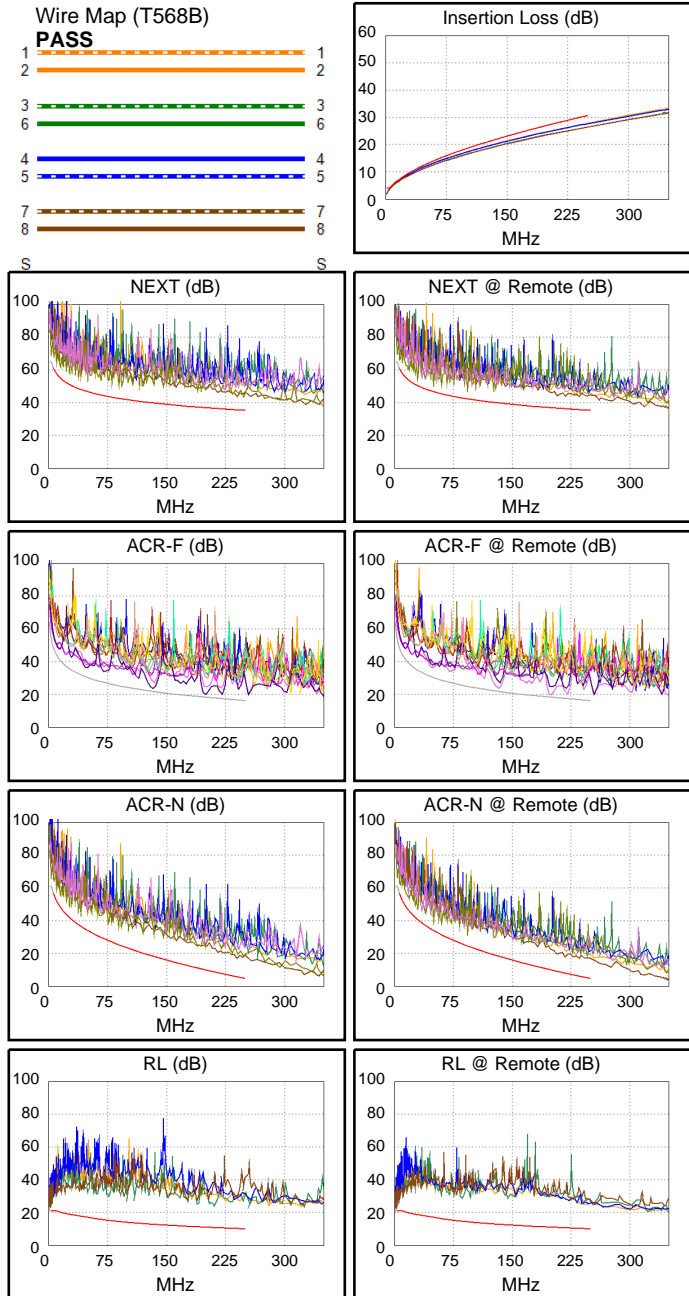 Wire Map (T568B)
PASS
1 1
2 2
3 3
6 6
4 4
5 5
7 7
8 8
S S
Insertion Loss (dB)
60
50
40
30
20
10
0
0 75 150 225 300
MHz
NEXT (dB)
100
80
60
40
20
0
0 75 150 225 300
MHz
NEXT @ Remote (dB)
100
80
60
40
20
0
0 75 150 225 300
MHz
ACR-F (dB)
100
80
60
40
20
0
0 75 150 225 300
MHz
ACR-F @ Remote (dB)
100
80
60
40
20
0
0 75 150 225 300
MHz
ACR-N (dB)
100
80
60
40
20
0
0 75 150 225 300
MHz
ACR-N @ Remote (dB)
100
80
60
40
20
0
0 75 150 225 300
MHz
RL (dB)
100
80
60
40
20
0
0 75 150 225 300
MHz
RL @ Remote (dB)
100
80
60
40
20
0
0 75 150 225 300
MHz